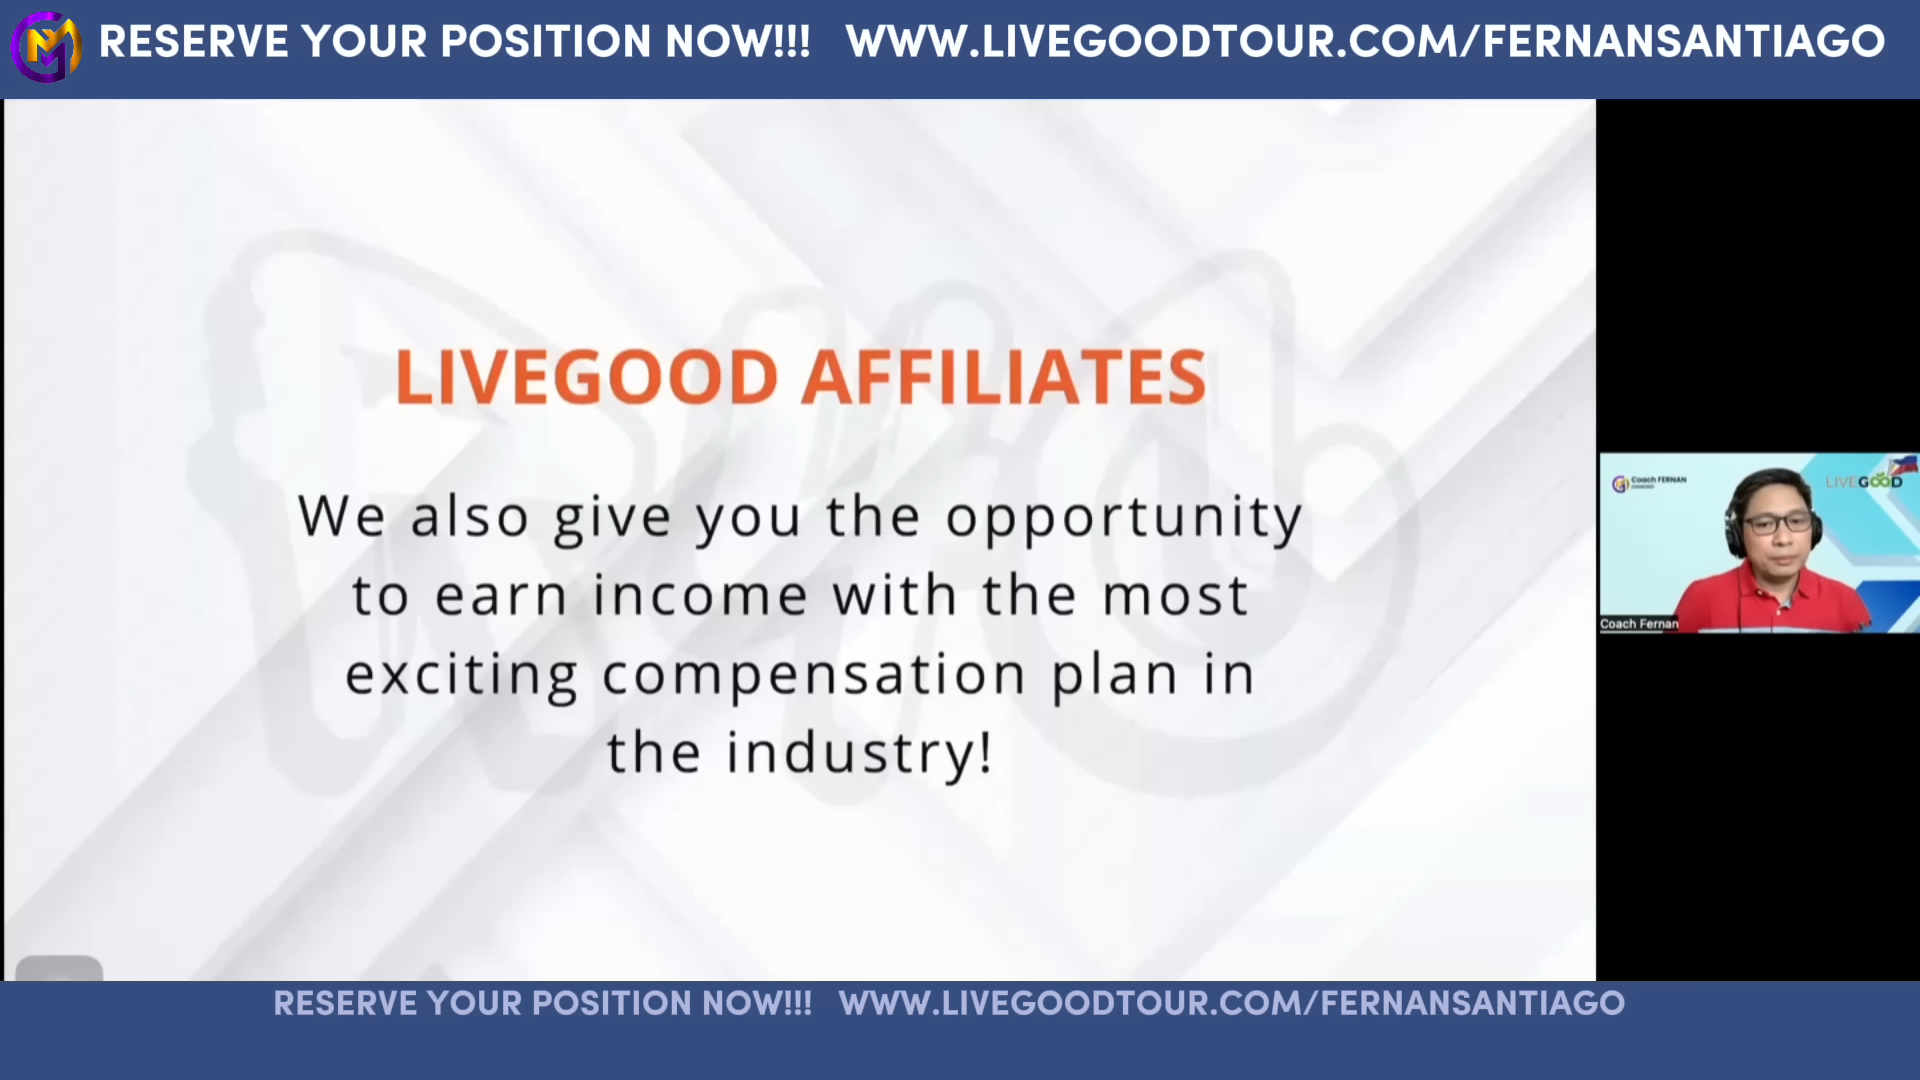 RESERVE YOUR POSITION NOW!!! WWW.LIVEGOODTOUR.COM/FERNANSANTIAGO
LIVEGOOD AFFILIATES
We also give you the opportunity
to earn income with the most
exciting compensation plan in
the industry!
Coach FERNAN
LIVEGOOD
Coach Fernan
RESERVE YOUR POSITION NOW!!! WWW.LIVEGOODTOUR.COM/FERNANSANTIAGO